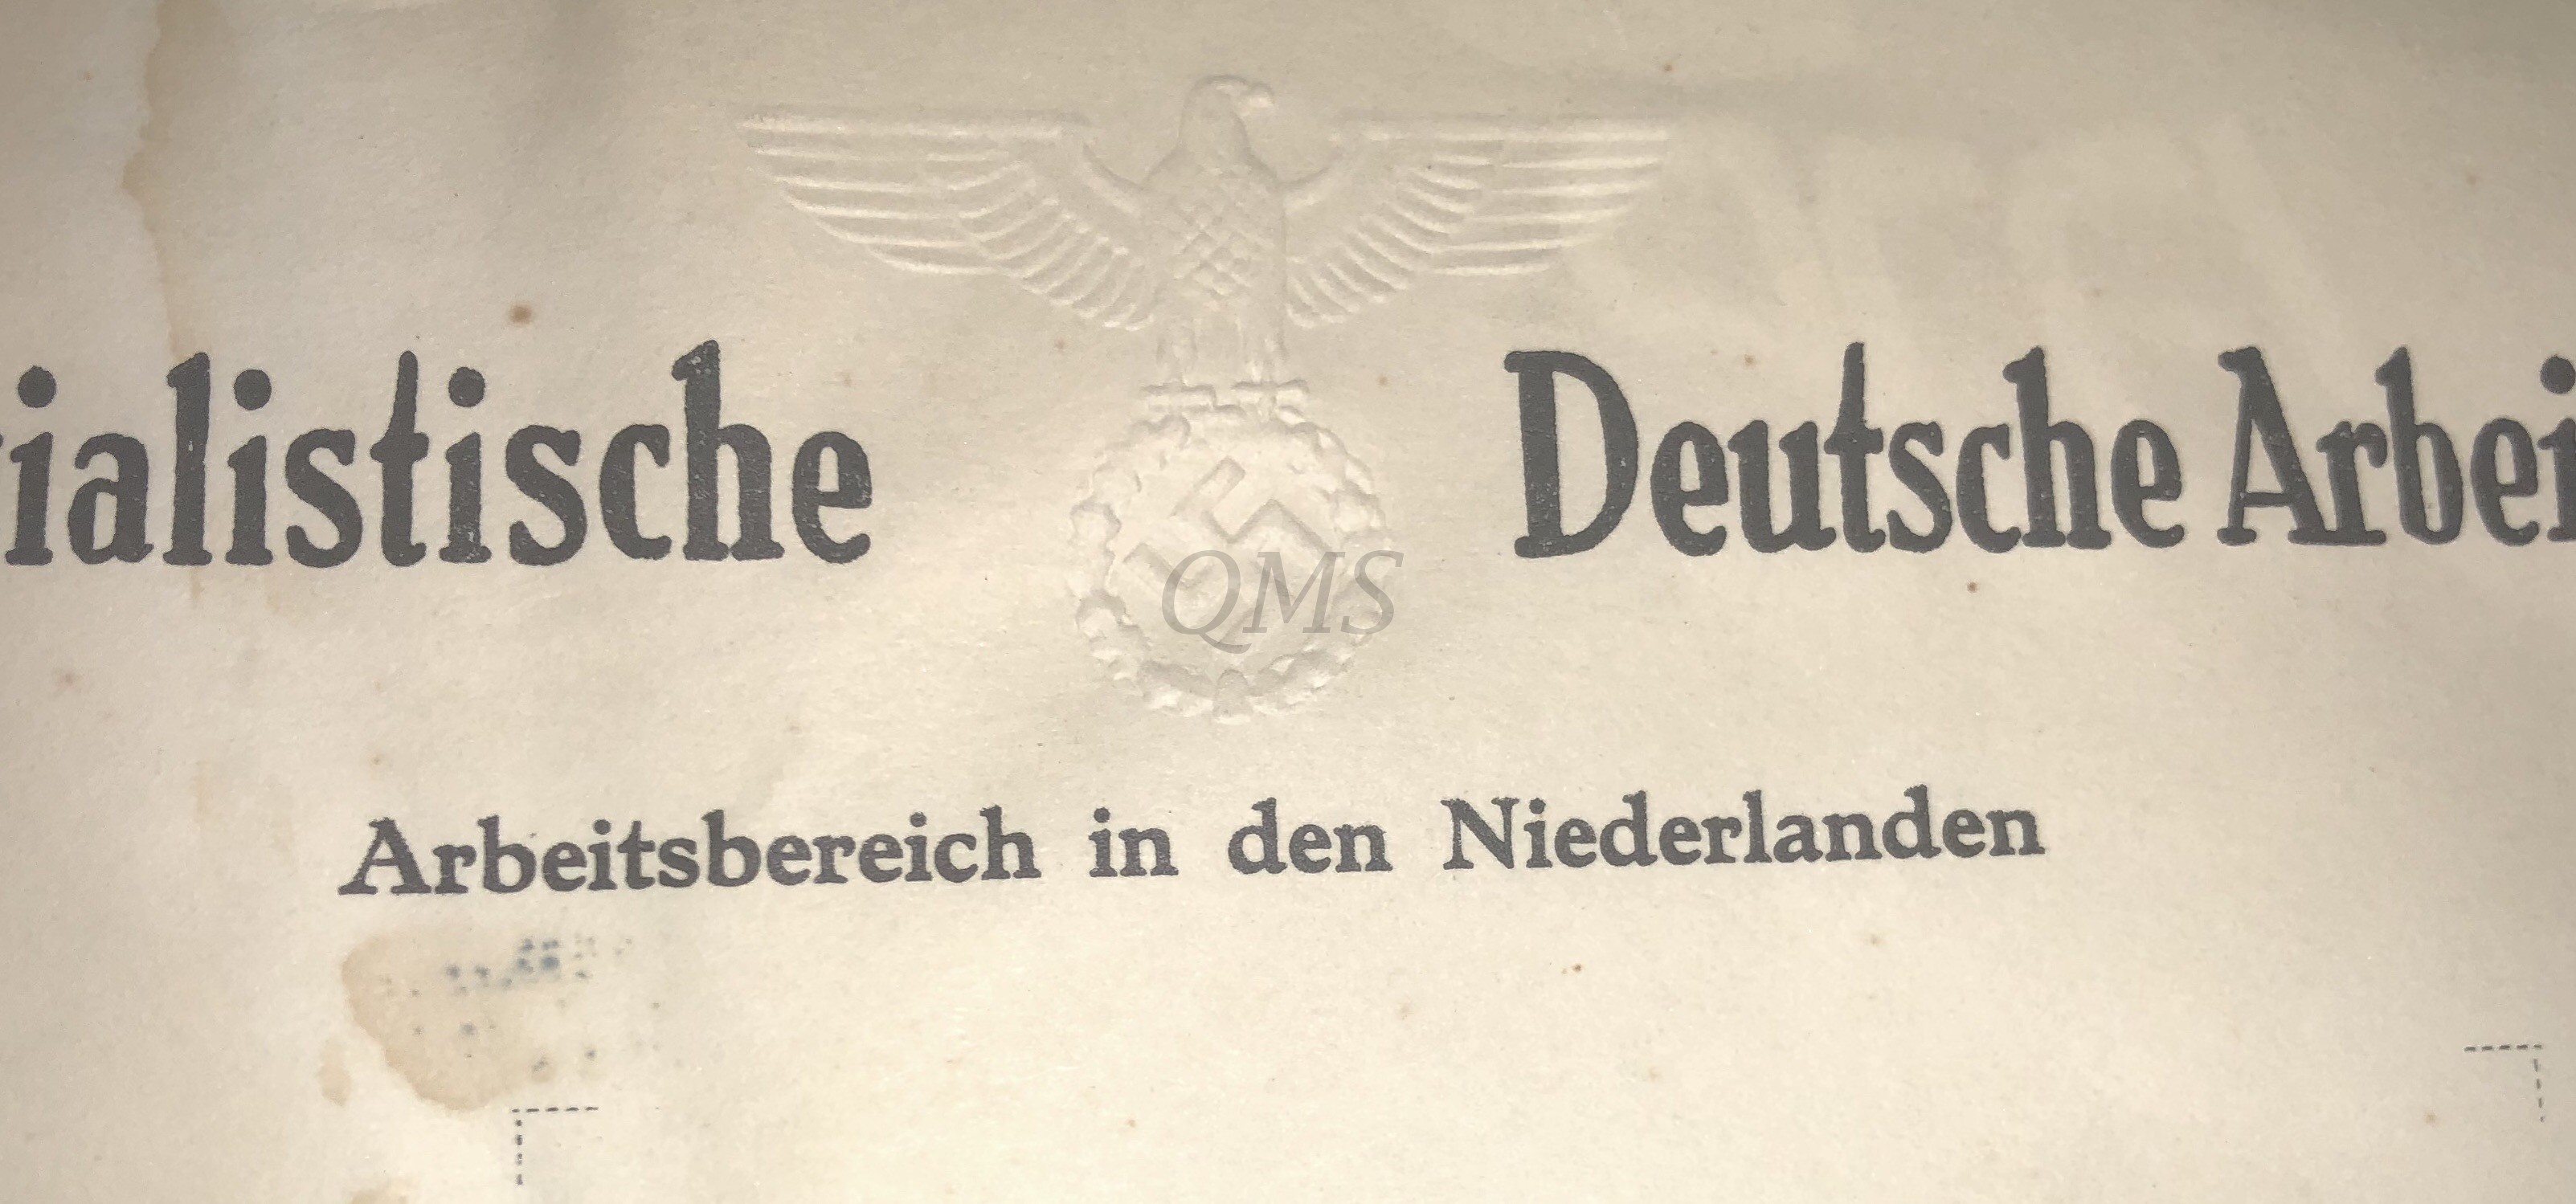 ialistische Deutsche Arbei
QMS
Arbeitsbereich in den Niederlanden